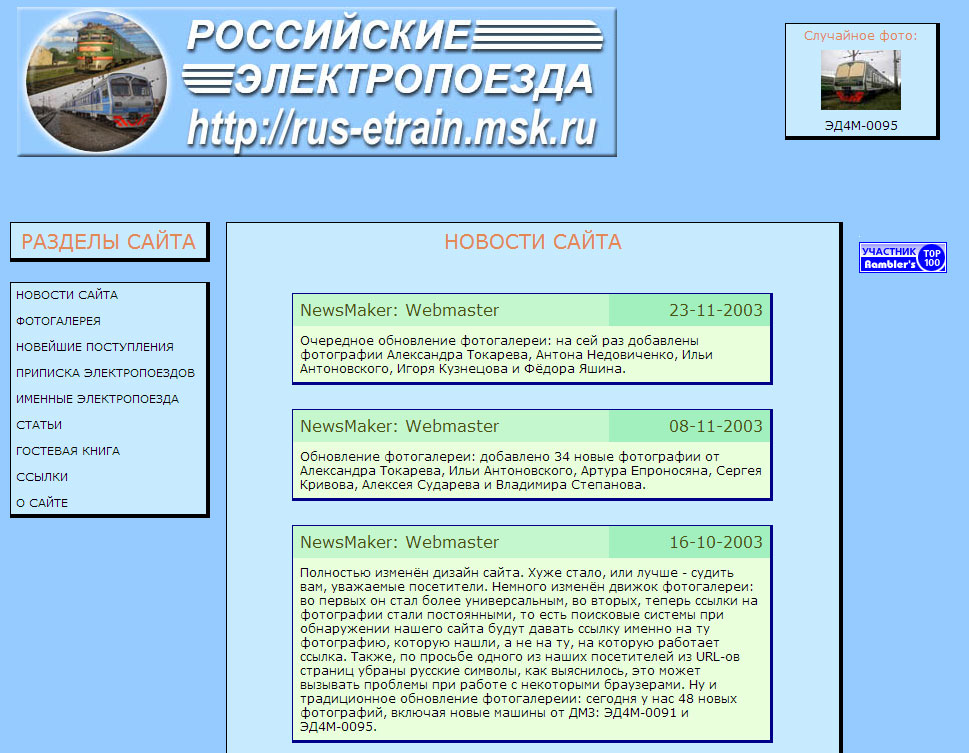 РОССИЙСКИЕ
ЭЛЕКТРОПОЕЗДА
http://rus-etrain.msk.ru
Случайное фото:
ЭД4М-0095
РАЗДЕЛЫ САЙТА
НОВОСТИ САЙТА
ФОТОГАЛЕРЕЯ
НОВЕЙШИЕ ПОСТУПЛЕНИЯ
ПРИПИСКА ЭЛЕКТРОПОЕЗДОВ
ИМЕННЫЕ ЭЛЕКТРОПОЕЗДА
СТАТЬИ
ГОСТЕВАЯ КНИГА
ССЫЛКИ
О САЙТЕ
НОВОСТИ САЙТА
NewsMaker: Webmaster 23-11-2003
Очередное обновление фотогалереи: на сей раз добавлены
фотографии Александра Токарева, Антона Недовиченко, Ильи
Антоновского, Игоря Кузнецова и Фёдора Яшина.
NewsMaker: Webmaster 08-11-2003
Обновление фотогалереи: добавлено 34 новые фотографии от
Александра Токарева, Ильи Антоновского, Артура Епроносяна, Сергея
Кривова, Алексея Сударева и Владимира Степанова.
NewsMaker: Webmaster 16-10-2003
Полностью изменён дизайн сайта. Хуже стало, или лучше - судить
вам, уважаемые посетители. Немного изменён движок фотогалереи:
во первых он стал более универсальным, во вторых, теперь ссылки на
фотографии стали постоянными, то есть поисковые системы при
обнаружении нашего сайта будут давать ссылку именно на ту
фотографию, которую нашли, а не на ту, на которую работает
ссылка. Также, по просьбе одного из наших посетителей из URL-ов
страниц убраны русские символы, как выяснилось, это может
вызывать проблемы при работе с некоторыми браузерами. Ну и
традиционное обновление фотогалереии: сегодня у нас 48 новых
фотографий, включая новые машины от ДМЗ: ЭД4М-0091 и
ЭД4М-0095.
УЧАСТНИК TOP
Rambler's 100